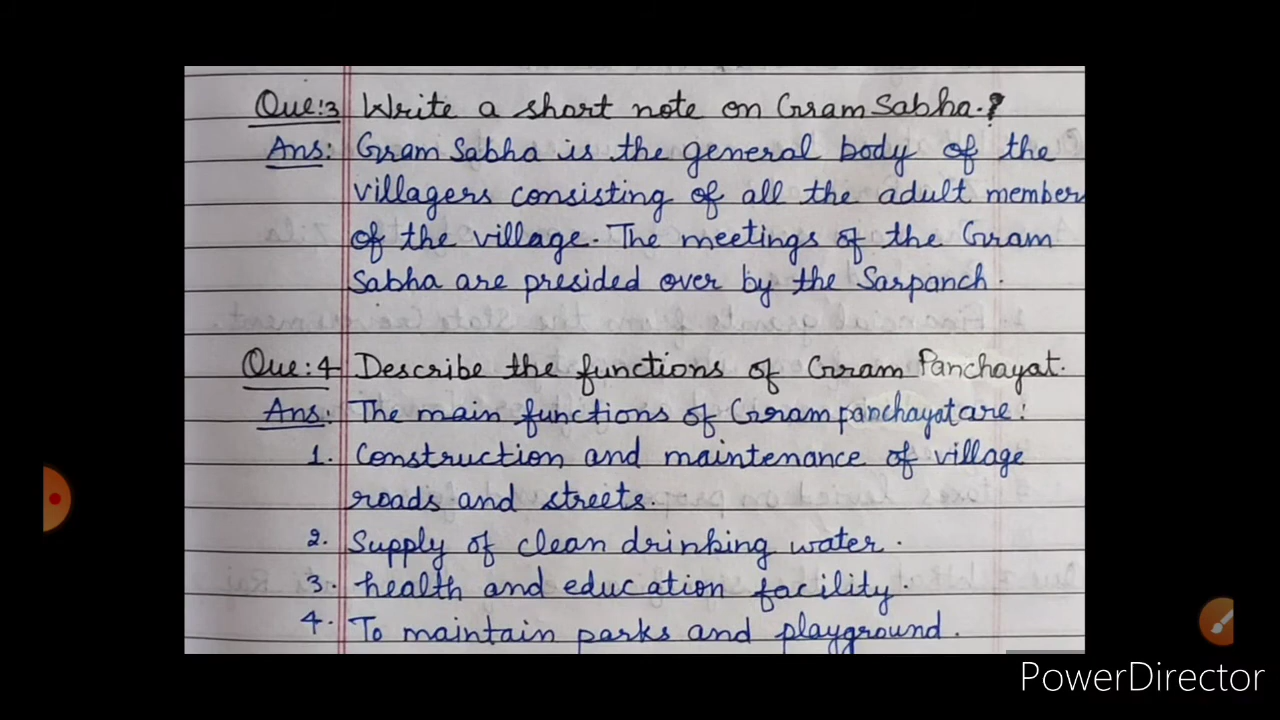 Que:3 Write a short note on Gram Sabha.?
Ans: Gram Sabha is the general body of the
villagers consisting of all the adult member
of the village. The meetings of the Gram
Sabha are presided over by the Sarpanch.
Que:4 Describe the functions of Gram Panchayat.
Ans: The main functions of Gram panchayat are:
1. Construction and maintenance of village
roads and streets.
2. Supply of clean drinking water.
3. health and education facility.
4. To maintain parks and playground.
PowerDirector